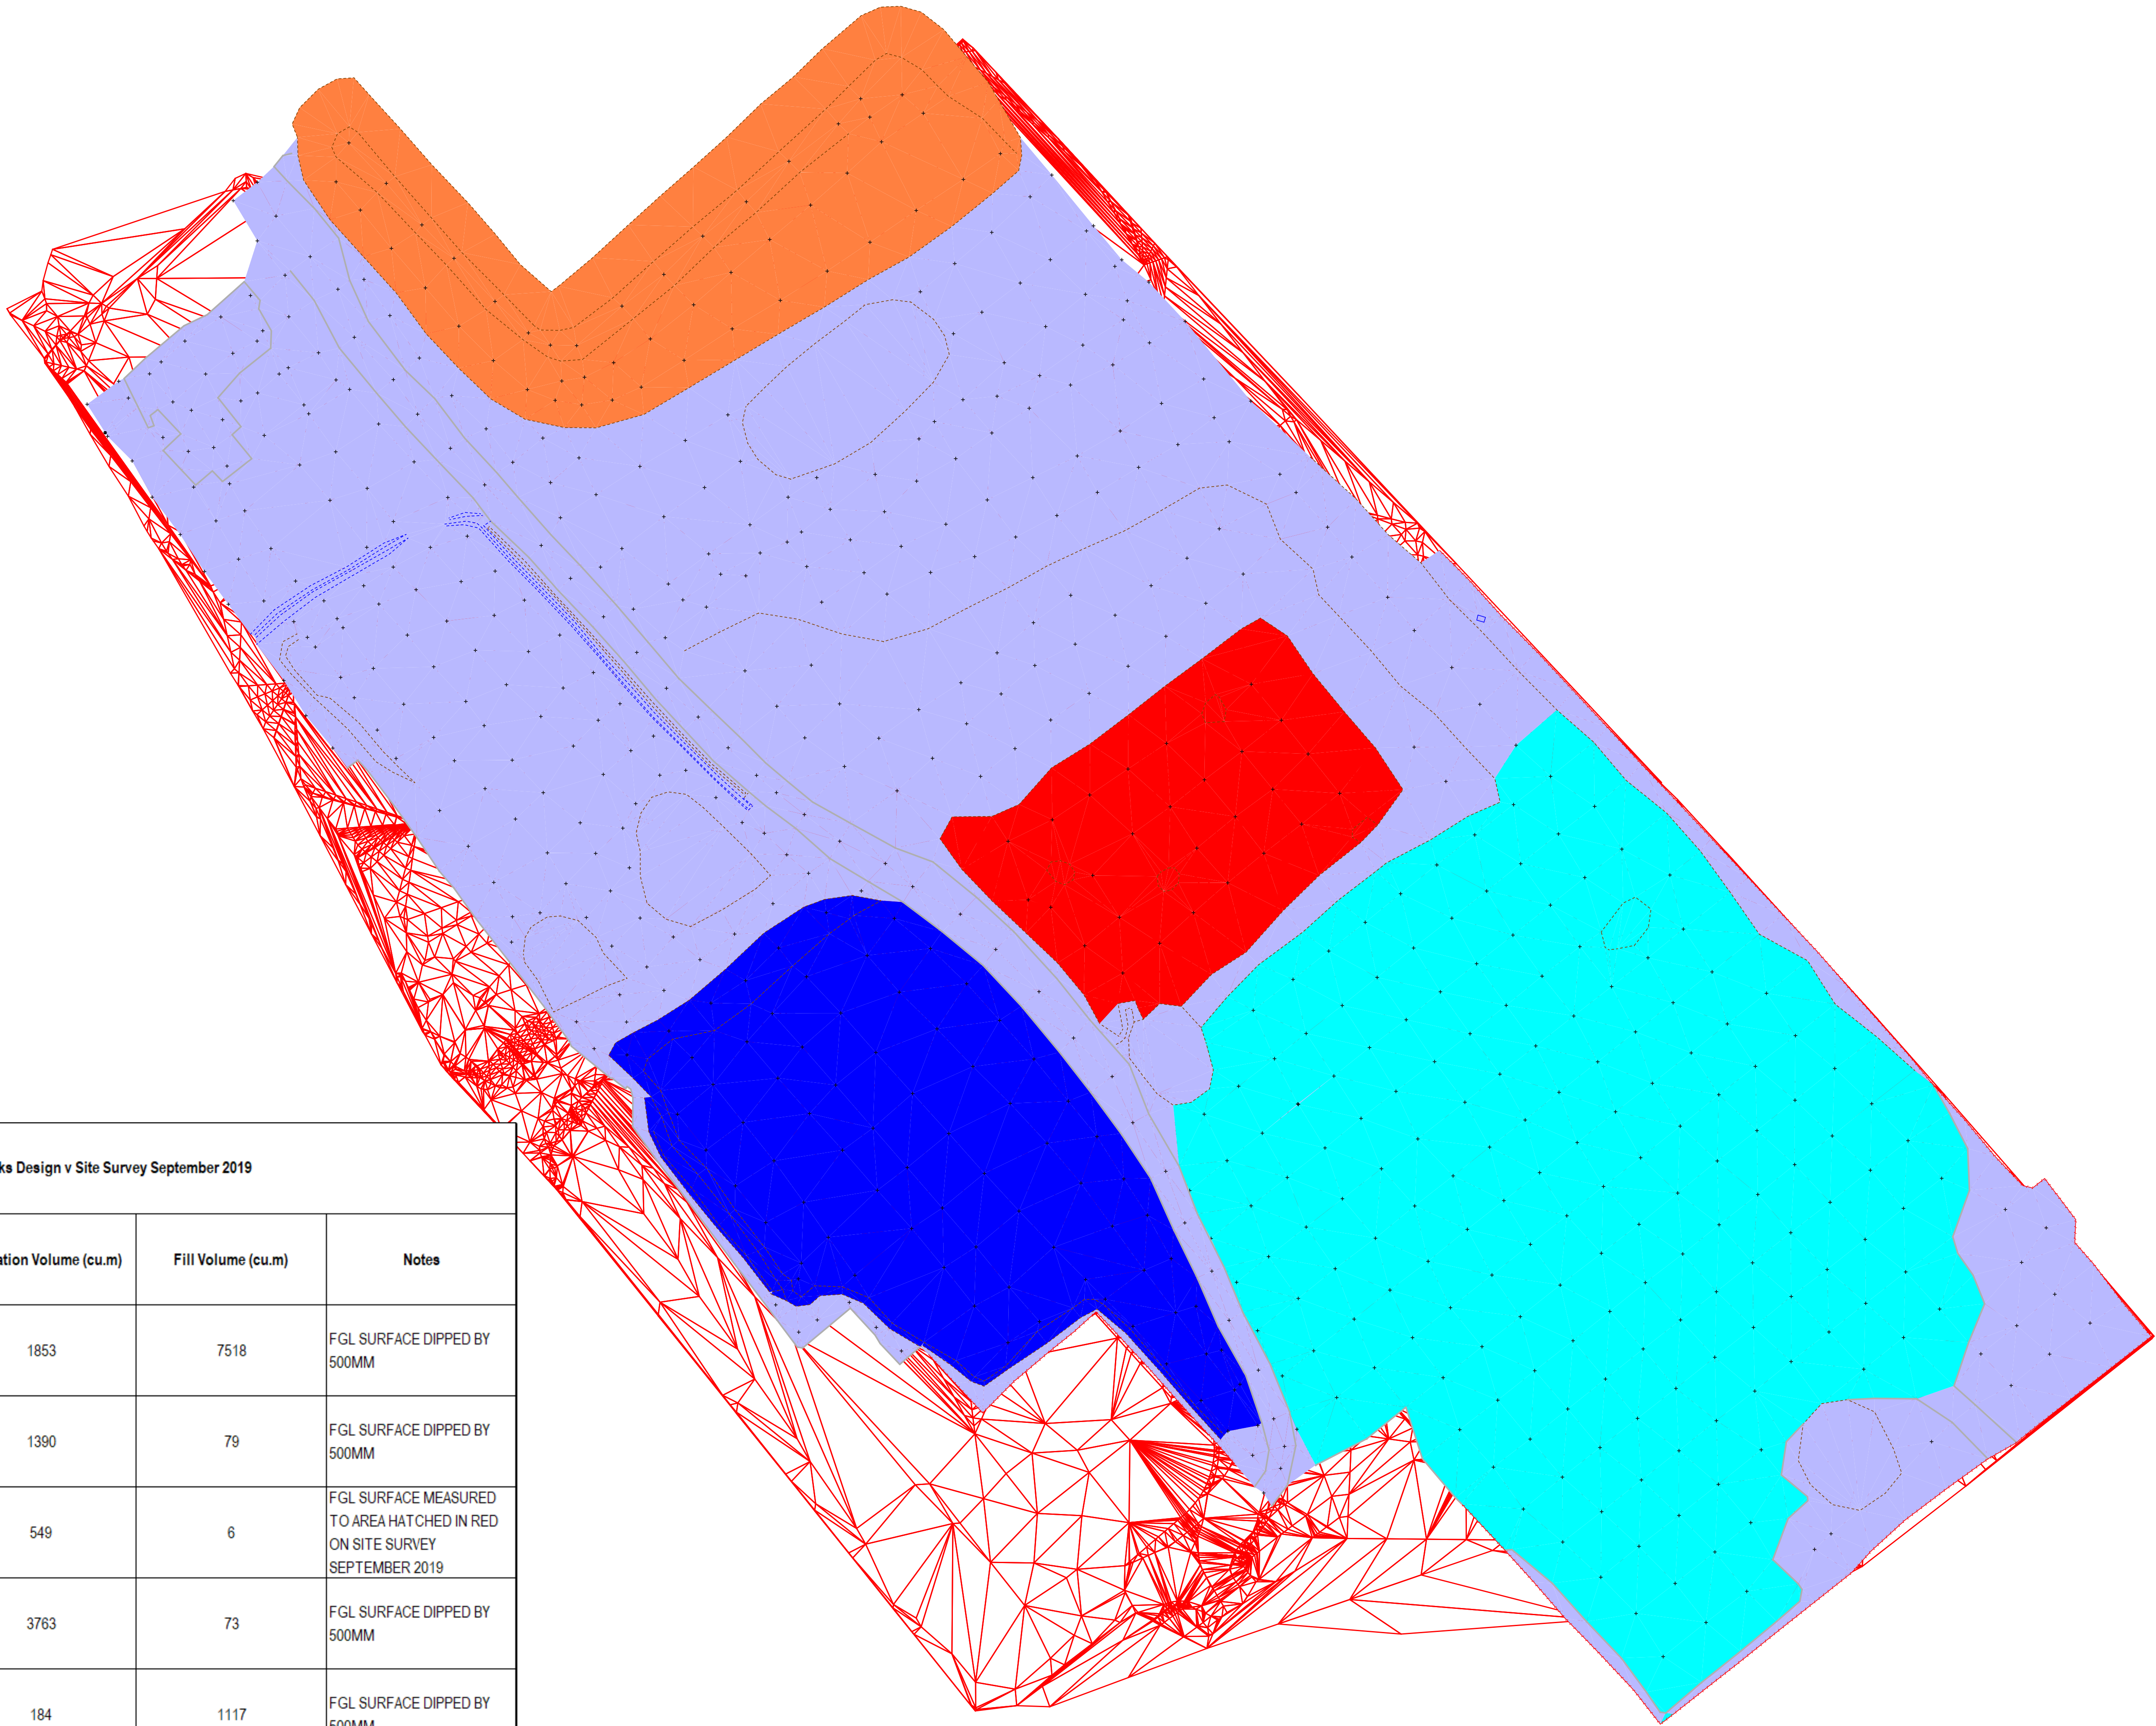 ks Design v Site Survey September 2019
ation Volume (cu.m) Fill Volume (cu.m) Notes
1853 7518 FGL SURFACE DIPPED BY
500MM
1390 79 FGL SURFACE DIPPED BY
500MM
549 6 FGL SURFACE MEASURED
TO AREA HATCHED IN RED
ON SITE SURVEY
SEPTEMBER 2019
3763 73 FGL SURFACE DIPPED BY
500MM
184 1117 FGL SURFACE DIPPED BY
500MM